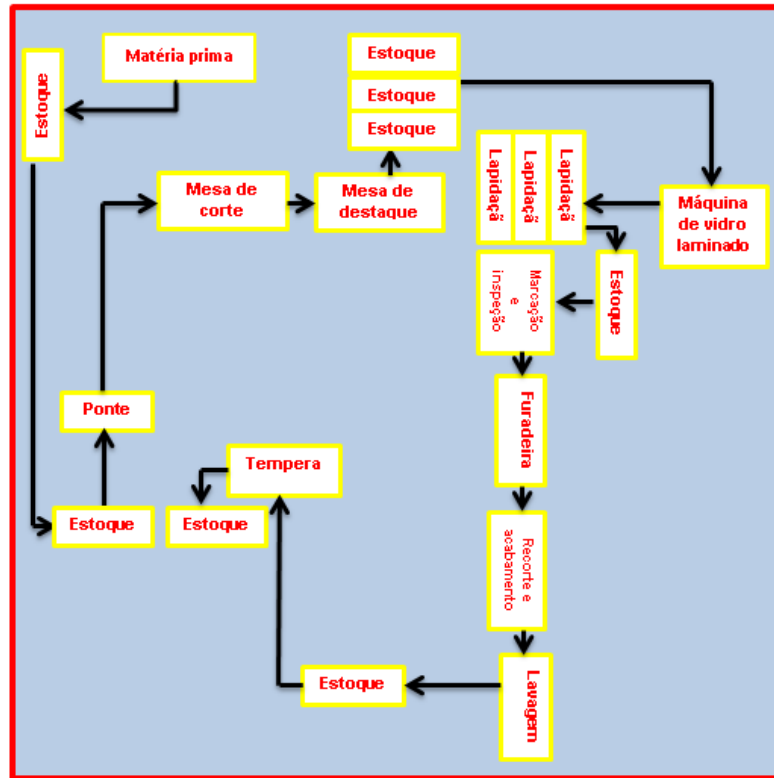 Matéria prima
Estoque
Estoque
Estoque
Estoque
Mesa de
corte
Mesa de
destaque
Lapidaçã
Lapidaçã
Lapidaçã
Máquina
de vidro
laminado
Estoque
Marcação
e
inspeção
Furadeira
Ponte
Tempera
Estoque
Estoque
Recorte e
acabamento
Estoque
Lavagem